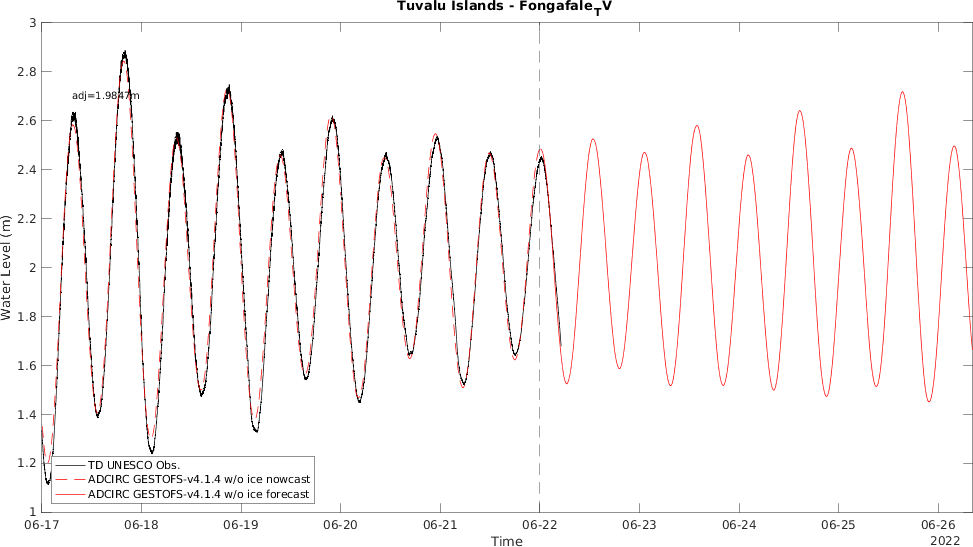 Tuvalu Islands - Fongafale_TV
3
2.8
adj=1.9847m
2.6
2.4
2.2
2
1.8
1.6
1.4
1.2
1
Water Level (m)
TD UNESCO Obs.
ADCIRC GESTOFS-v4.1.4 w/o ice nowcast
ADCIRC GESTOFS-v4.1.4 w/o ice forecast
06-17 06-18 06-19 06-20 06-21 06-22 06-23 06-24 06-25 06-26
Time
2022